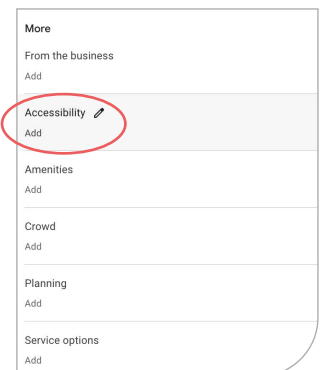 More
From the business
Add
Accessibility
Add
Amenities
Add
Crowd
Add
Planning
Add
Service options
Add